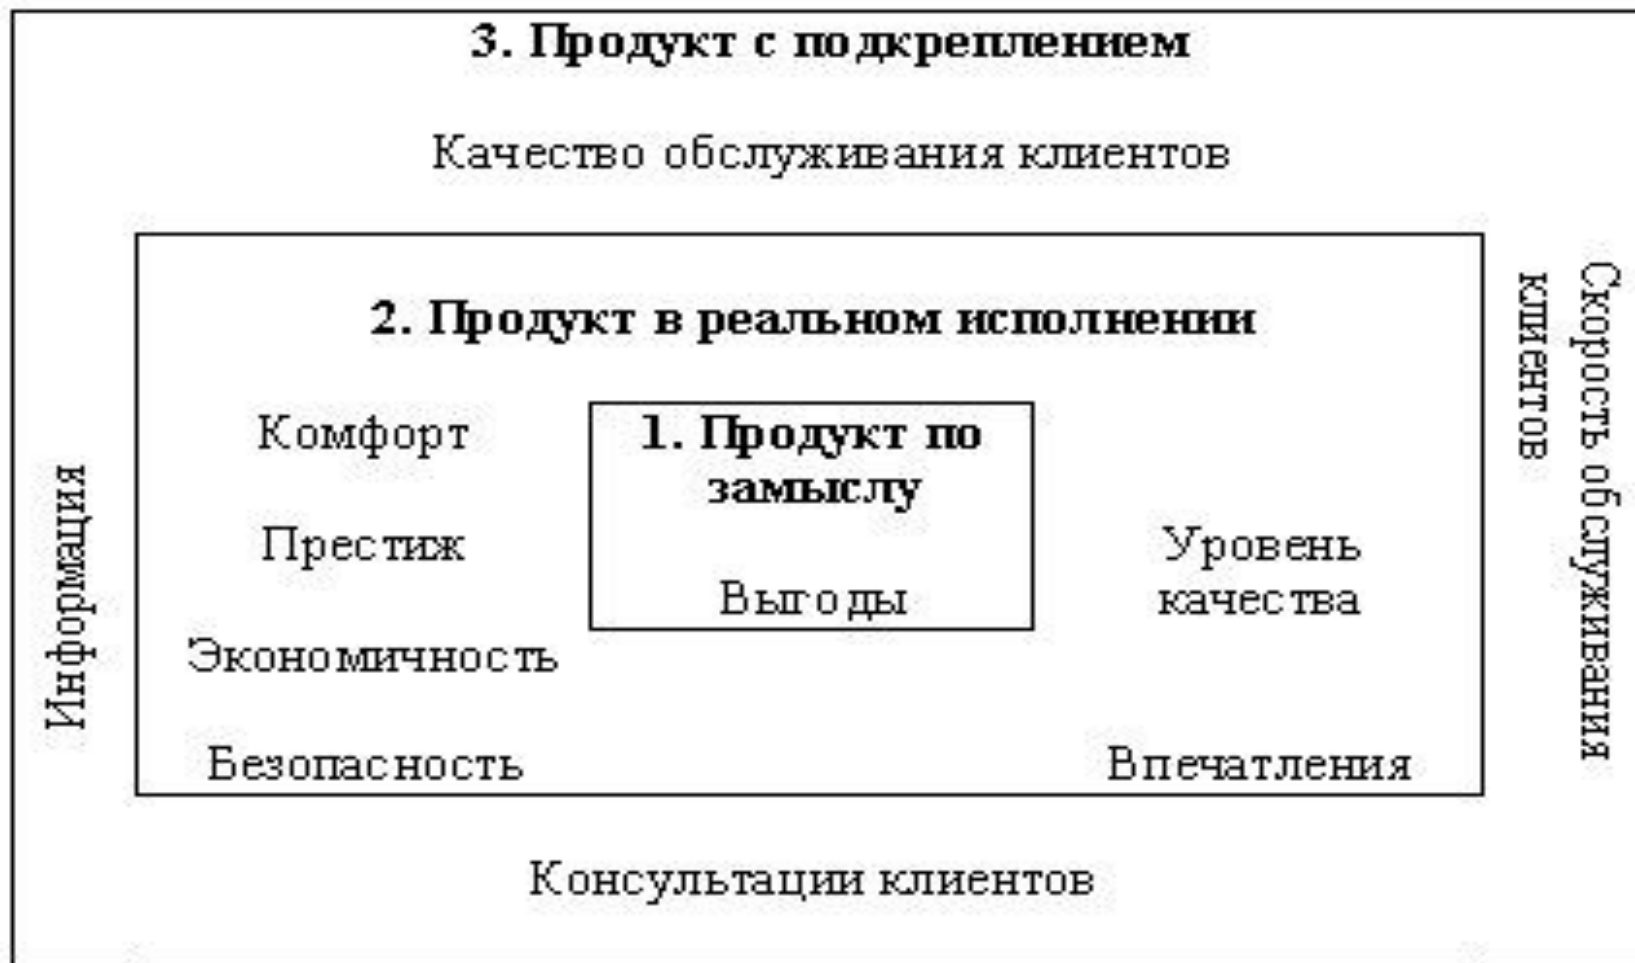 3. Продукт с подкреплением
Качество обслуживания клиентов
2. Продукт в реальном исполнении
Комфорт
Престиж
Экономичность
Безопасность
1. Продукт по
замыслу
Выгоды
Уровень
качества
Впечатления
Информация
Скорость обслуживания
клиентов
Консультации клиентов